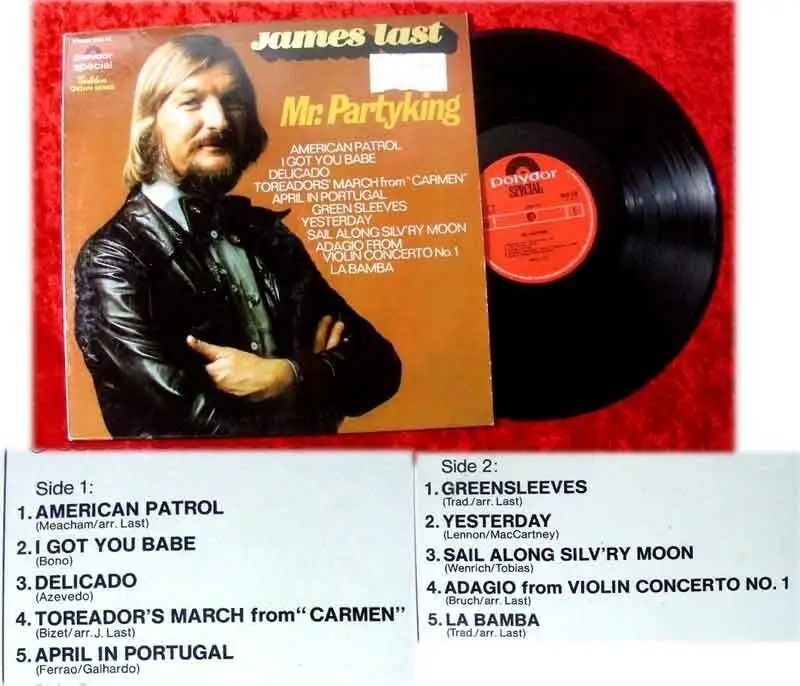 polydor
special
Golden
james last
Mr. Partyking
AMERICAN PATROL
I GOT YOU BABE
DELICADO
TOREADORS' MARCH from "CARMEN"
APRIL IN PORTUGAL
GREEN SLEEVES
YESTERDAY
SAIL ALONG SILV'RY MOON
ADAGIO FROM
VIOLIN CONCERTO No. 1
LA BAMBA
polydor
SPECIAL
Side 1:
1. AMERICAN PATROL
(Meacham/arr. Last)
2. I GOT YOU BABE
(Bono)
3. DELICADO
(Azevedo)
4. TOREADOR'S MARCH from "CARMEN"
(Bizet/arr. J. Last)
5. APRIL IN PORTUGAL
(Ferrao/Galhardo)
Side 2:
1. GREENSLEEVES
(Trad./arr. Last)
2. YESTERDAY
(Lennon/MacCartney)
3. SAIL ALONG SILV'RY MOON
(Wenrich/Tobias)
4. ADAGIO from VIOLIN CONCERTO NO. 1
(Bruch/arr. Last)
5. LA BAMBA
(Trad./arr. Last)